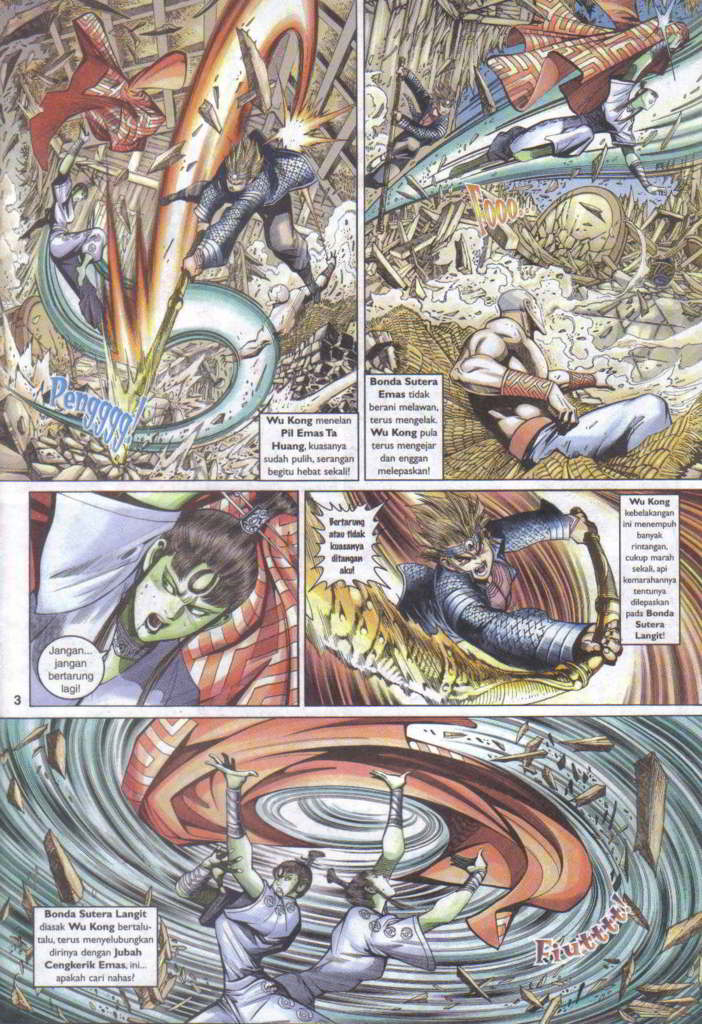 Pengggg!
Wu Kong menelan
Pil Emas Ta
Huang, kuasanya
sudah pulih, serangan
begitu hebat sekali!
Fooo...
Bonda Sutera
Emas tidak
berani melawan,
terus mengelak.
Wu Kong pula
terus mengejar
dan enggan
melepaskan!
Jangan...
jangan
bertarung
lagi!
Bertarung
atau tidak
kuasanya
ditangan
aku!
Wu Kong
kebelakangan
ini menempuh
banyak
rintangan,
cukup marah
sekali, api
kemarahannya
tentunya
dilepaskan
pada Bonda
Sutera
Langit!
3
Bonda Sutera Langit
diasak Wu Kong bertalu-
talu, terus menyelubungkan
dirinya dengan Jubah
Cengkerik Emas, ini...
apakah cari nahas?
Fiutttt!